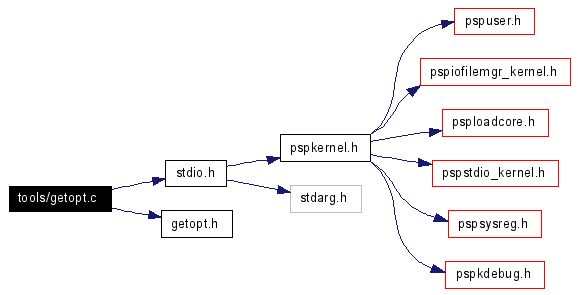 pspuser.h
pspiofilemgr_kernel.h
psploadcore.h
pspkernel.h
stdio.h
pspstdio_kernel.h
tools/getopt.c
stdarg.h
getopt.h
pspsysreg.h
pspkdebug.h